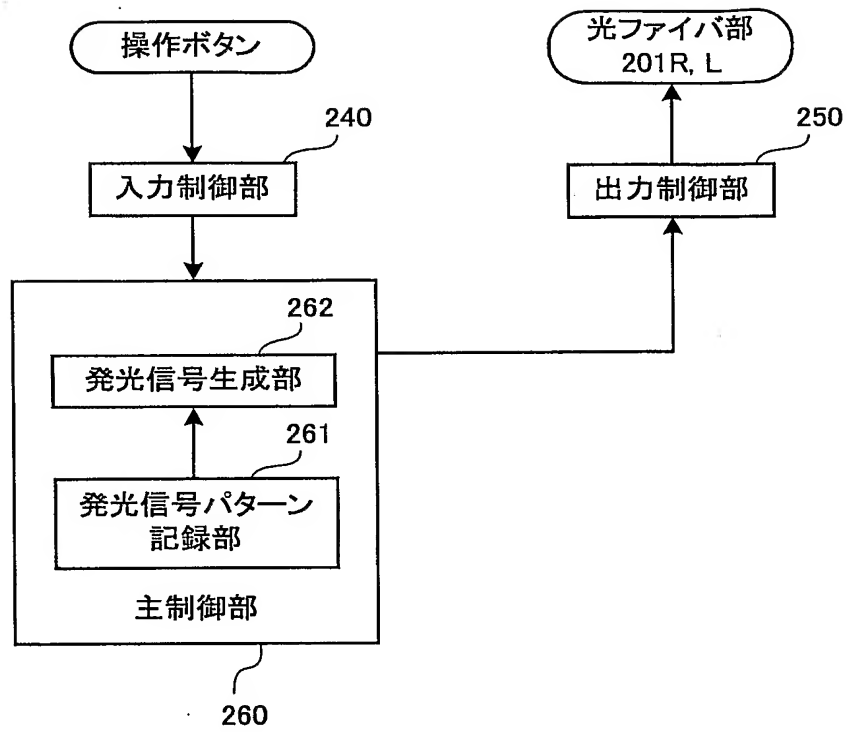 操作ボタン
光ファイバ部
201R, L
240
250
入力制御部
出力制御部
262
発光信号生成部
261
発光信号パターン
記録部
主制御部
260